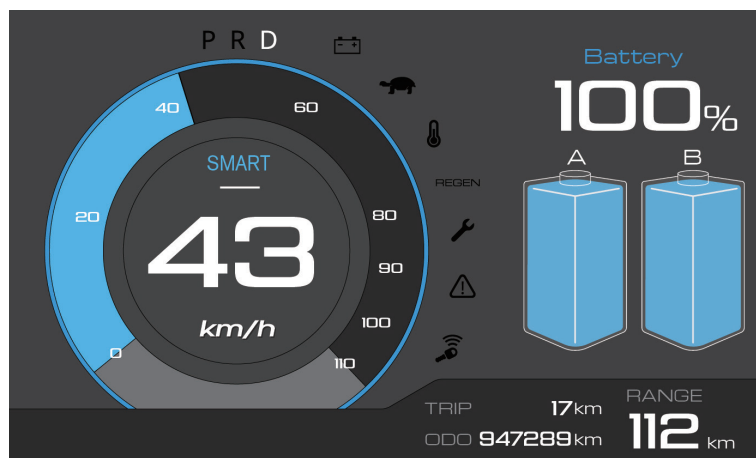 P R D
40
60
SMART
20
80
43
90
km/h
100
0
110
REGEN
Battery
100%
A B
TRIP 17km
ODO 947289km
RANGE
112 km